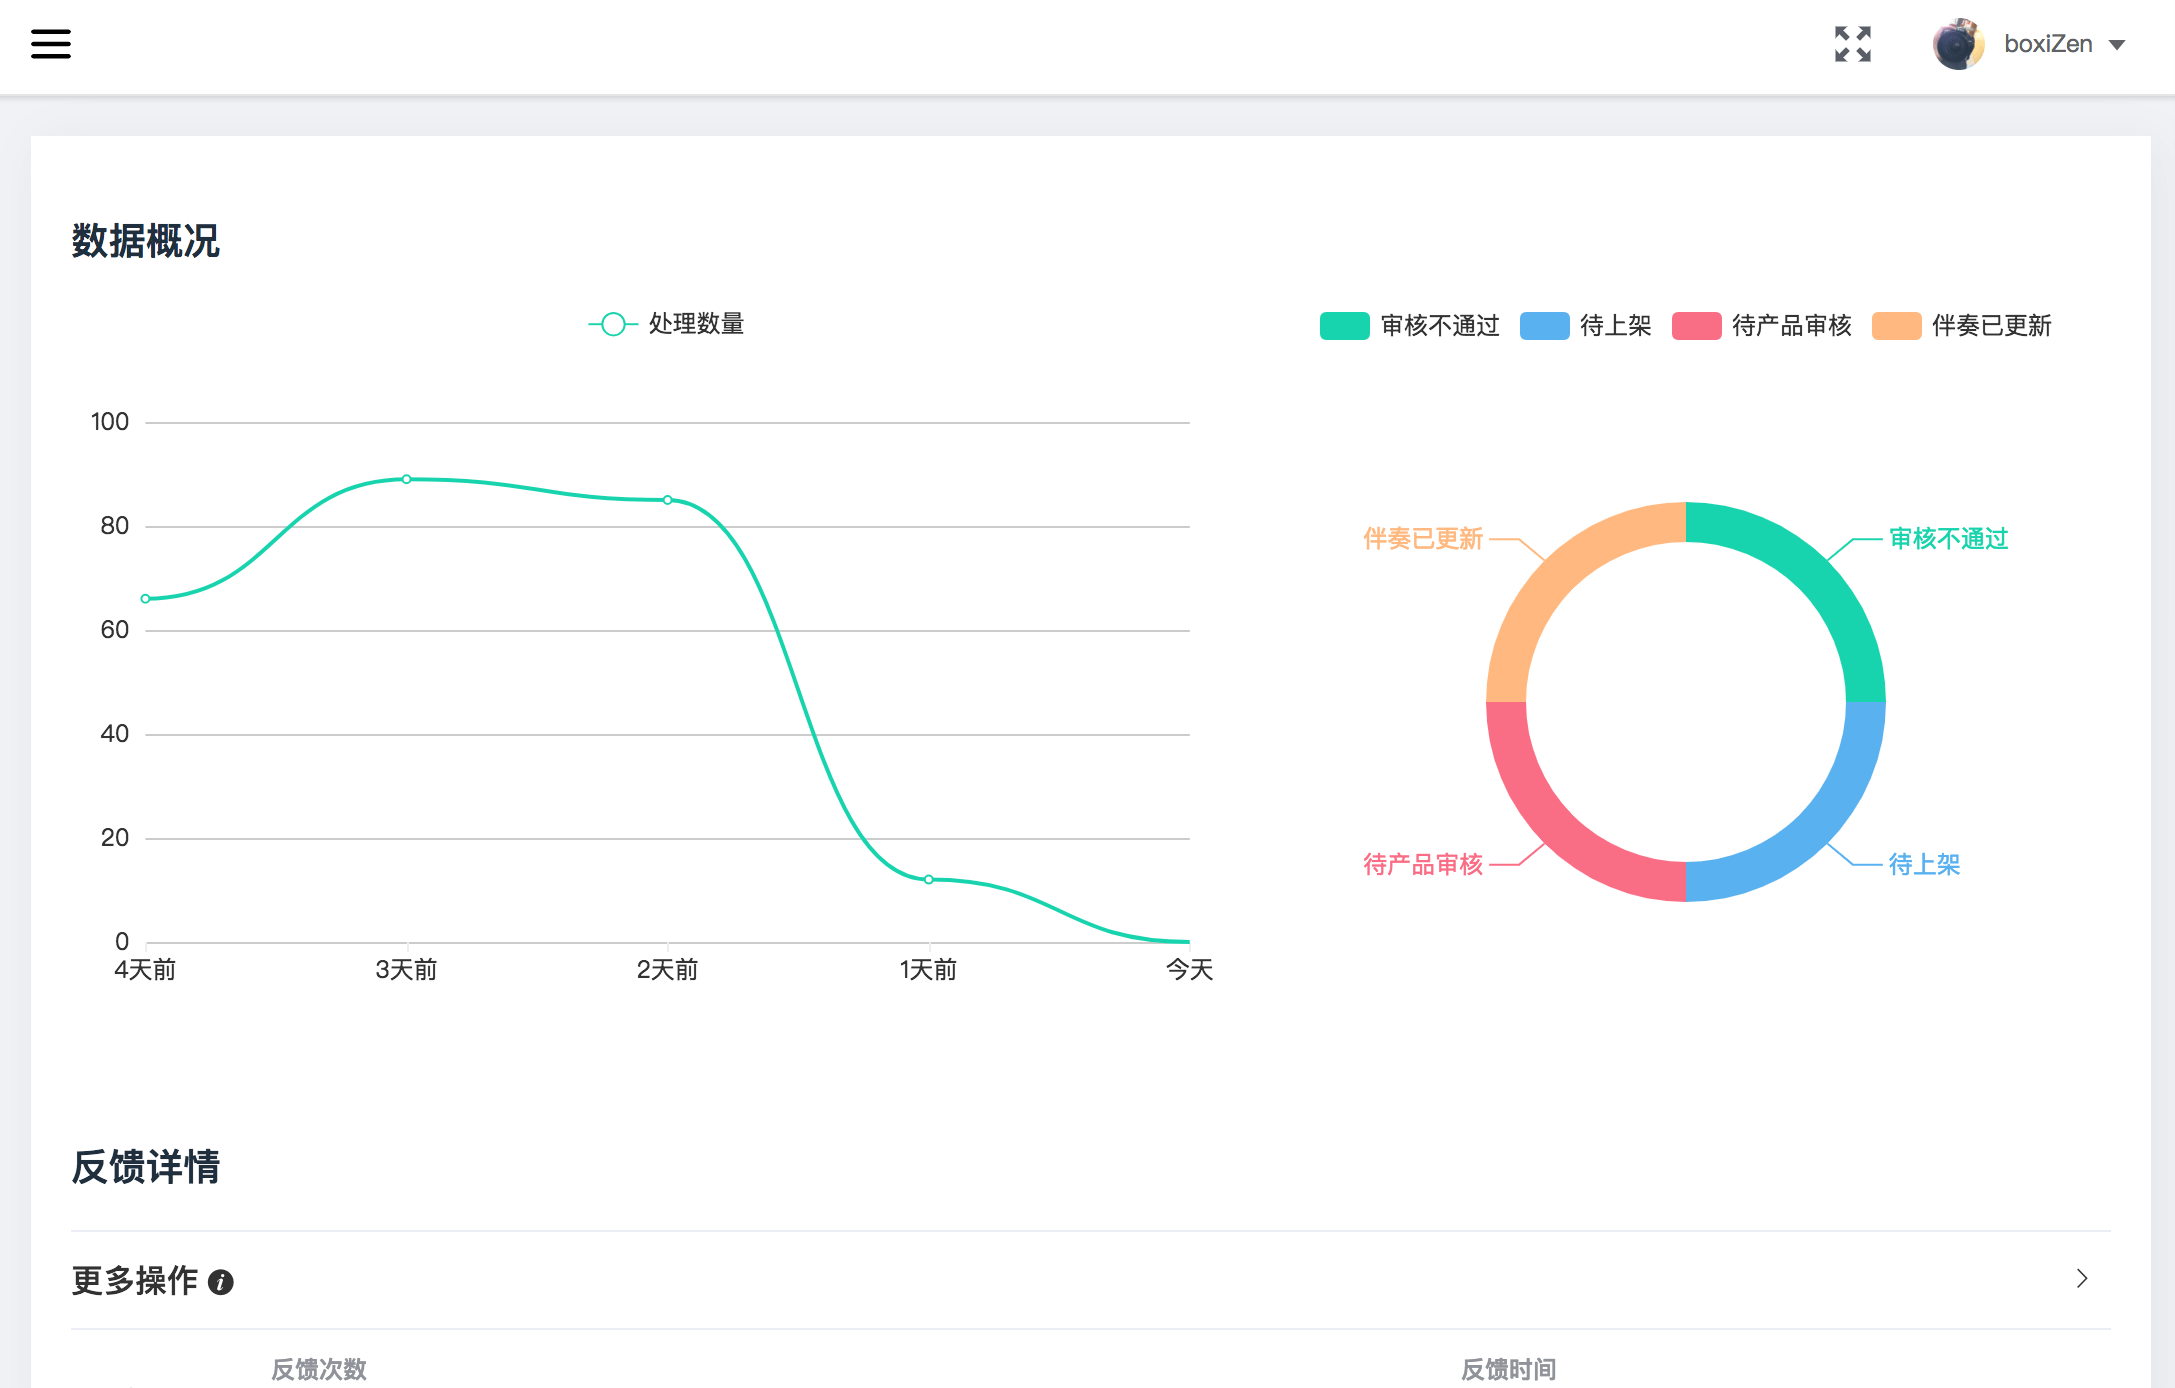 boxiZen
数据概况
处理数量
审核不通过 待上架 待产品审核 伴奏已更新
100
80
60
40
20
0
4天前 3天前 2天前 1天前 今天
伴奏已更新 审核不通过
待产品审核 待上架
反馈详情
更多操作
反馈次数 反馈时间